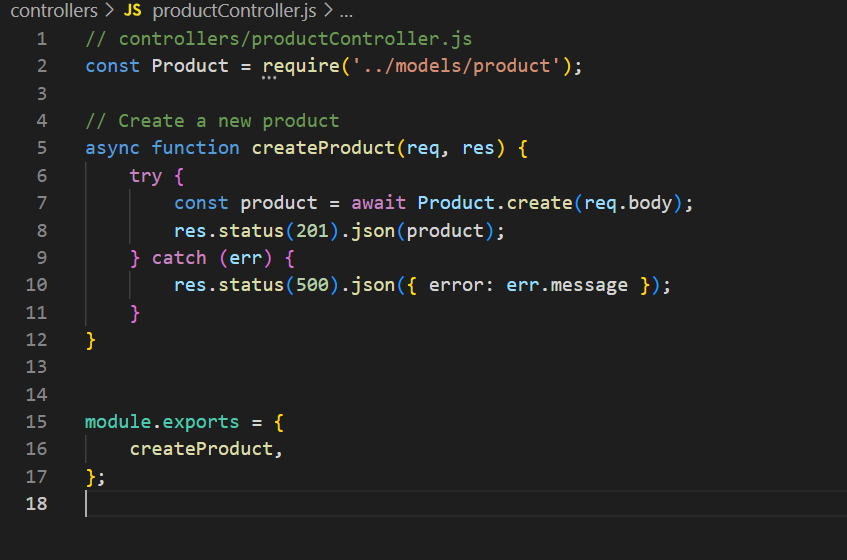 controllers > JS productController.js > ...
1 // controllers/productController.js
2 const Product = require('../models/product');
3
4 // Create a new product
5 async function createProduct(req, res) {
6     try {
7         const product = await Product.create(req.body);
8         res.status(201).json(product);
9     } catch (err) {
10         res.status(500).json({ error: err.message });
11     }
12 }
13
14
15 module.exports = {
16     createProduct,
17 };
18